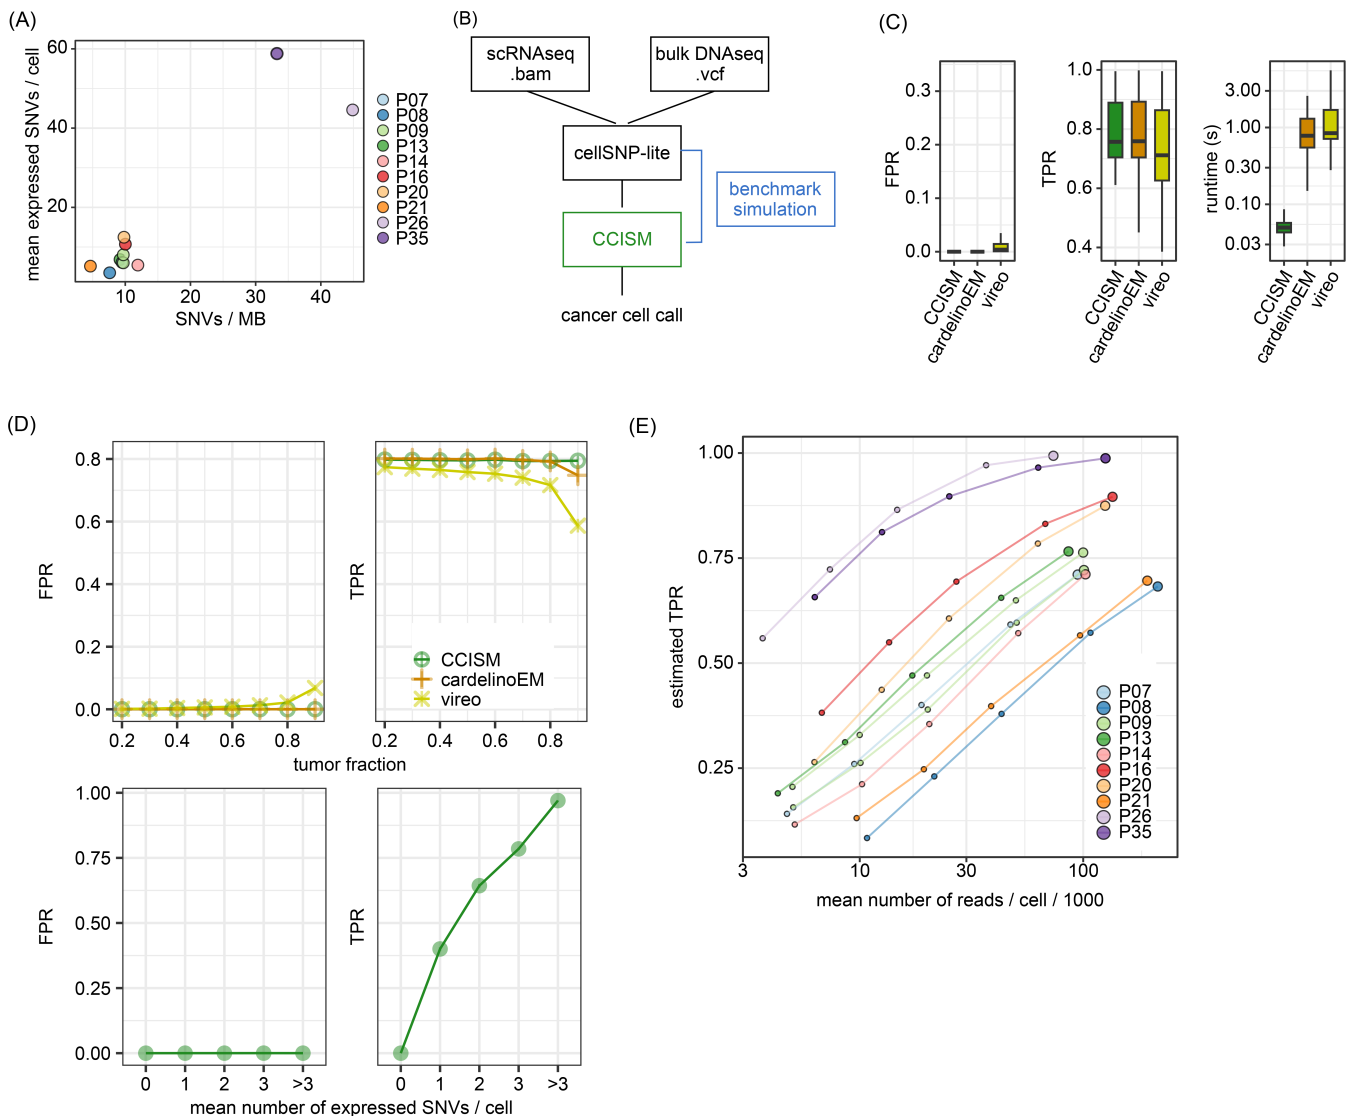 (A)
mean expressed SNVs / cell
60
40
20
10
20
30
40
SNVs / MB
P07
P08
P09
P13
P14
P16
P20
P21
P26
P35
(B)
scRNAseq
.bam
bulk DNAseq
.vcf
cellSNP-lite
benchmark
simulation
CCISM
cancer cell call
(C)
FPR
0.3
0.2
0.1
0.0
CCISM
cardelinoEM
vireo
TPR
1.0
0.8
0.6
0.4
CCISM
cardelinoEM
vireo
runtime (s)
3.00
1.00
0.30
0.10
0.03
CCISM
cardelinoEM
vireo
(D)
FPR
0.8
0.6
0.4
0.2
0.0
0.2
0.4
0.6
0.8
TPR
CCISM
cardelinoEM
vireo
0.2
0.4
0.6
0.8
tumor fraction
FPR
1.00
0.75
0.50
0.25
0.00
0
1
2
3
>3
TPR
0
1
2
3
>3
mean number of expressed SNVs / cell
(E)
estimated TPR
1.00
0.75
0.50
0.25
3
10
30
100
mean number of reads / cell / 1000
P07
P08
P09
P13
P14
P16
P20
P21
P26
P35